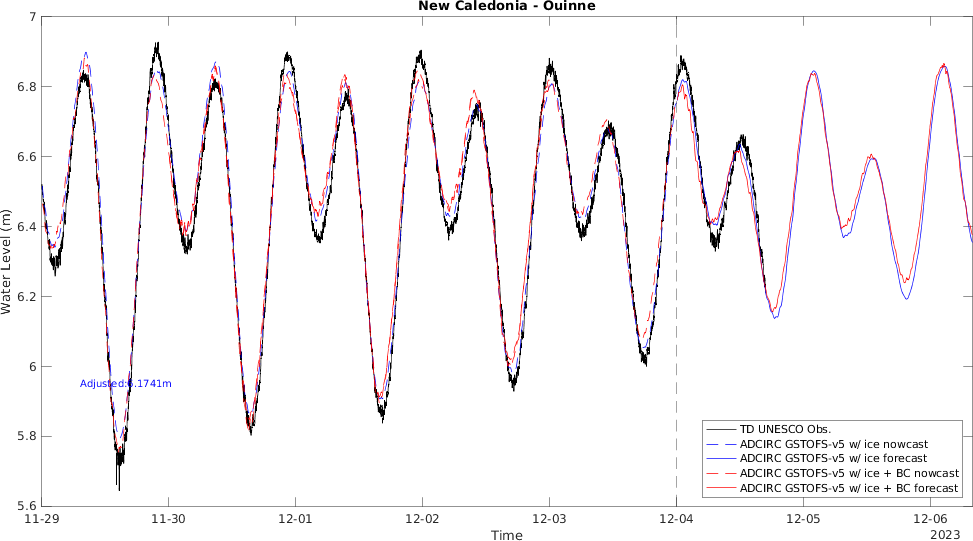 New Caledonia - Ouinne
Water Level (m)
7
6.8
6.6
6.4
6.2
6
5.8
5.6
Adjusted:6.1741m
TD UNESCO Obs.
ADCIRC GSTOFS-v5 w/ ice nowcast
ADCIRC GSTOFS-v5 w/ ice forecast
ADCIRC GSTOFS-v5 w/ ice + BC nowcast
ADCIRC GSTOFS-v5 w/ ice + BC forecast
11-29 11-30 12-01 12-02 12-03 12-04 12-05 12-06
Time
2023